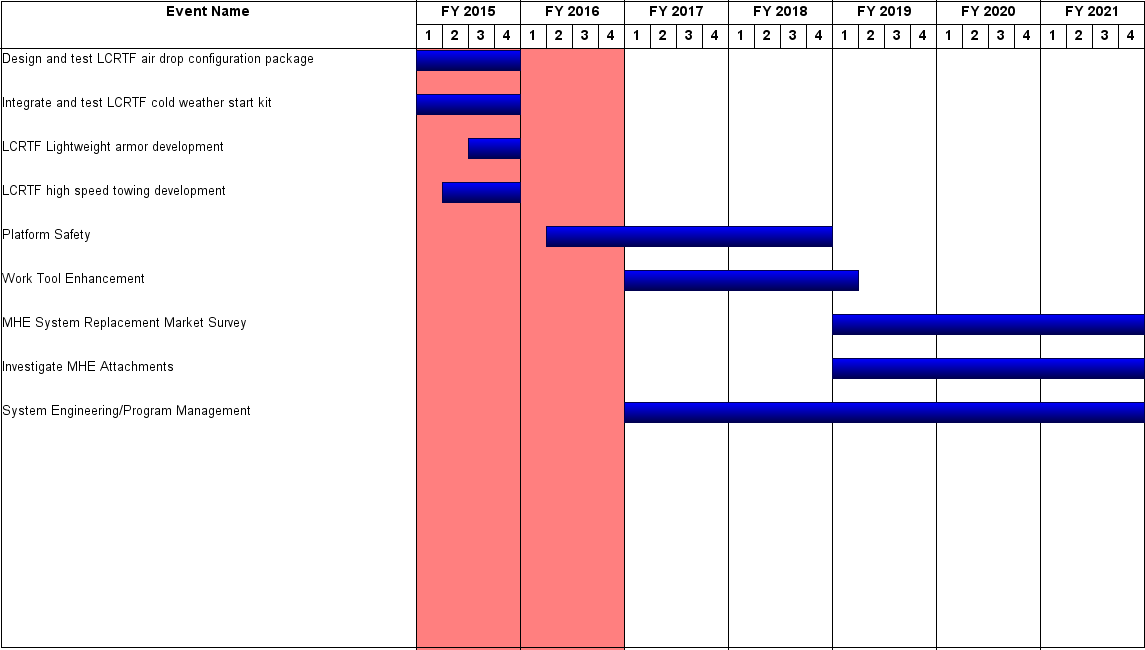 Event Name FY 2015 FY 2016 FY 2017 FY 2018 FY 2019 FY 2020 FY 2021
1 2 3 4 1 2 3 4 1 2 3 4 1 2 3 4 1 2 3 4 1 2 3 4 1 2 3 4
Design and test LCRTF air drop configuration package
Integrate and test LCRTF cold weather start kit
LCRTF Lightweight armor development
LCRTF high speed towing development
Platform Safety
Work Tool Enhancement
MHE System Replacement Market Survey
Investigate MHE Attachments
System Engineering/Program Management